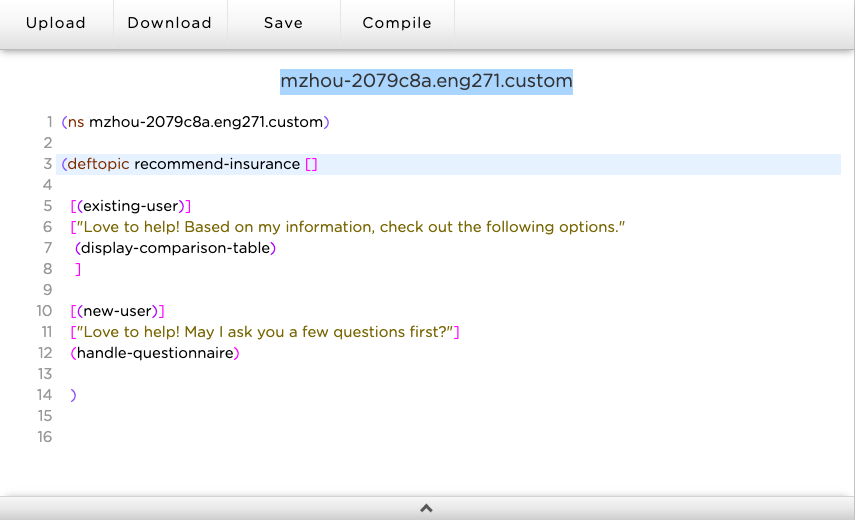 Upload Download Save Compile
mzhou-2079c8a.eng271.custom
1 (ns mzhou-2079c8a.eng271.custom)
2
3 (deftopic recommend-insurance []
4
5 [(existing-user)]
6 ["Love to help! Based on my information, check out the following options."
7 (display-comparison-table)
8 ]
9
10 [(new-user)]
11 ["Love to help! May I ask you a few questions first?"]
12 (handle-questionnaire)
13
14 )
15
16